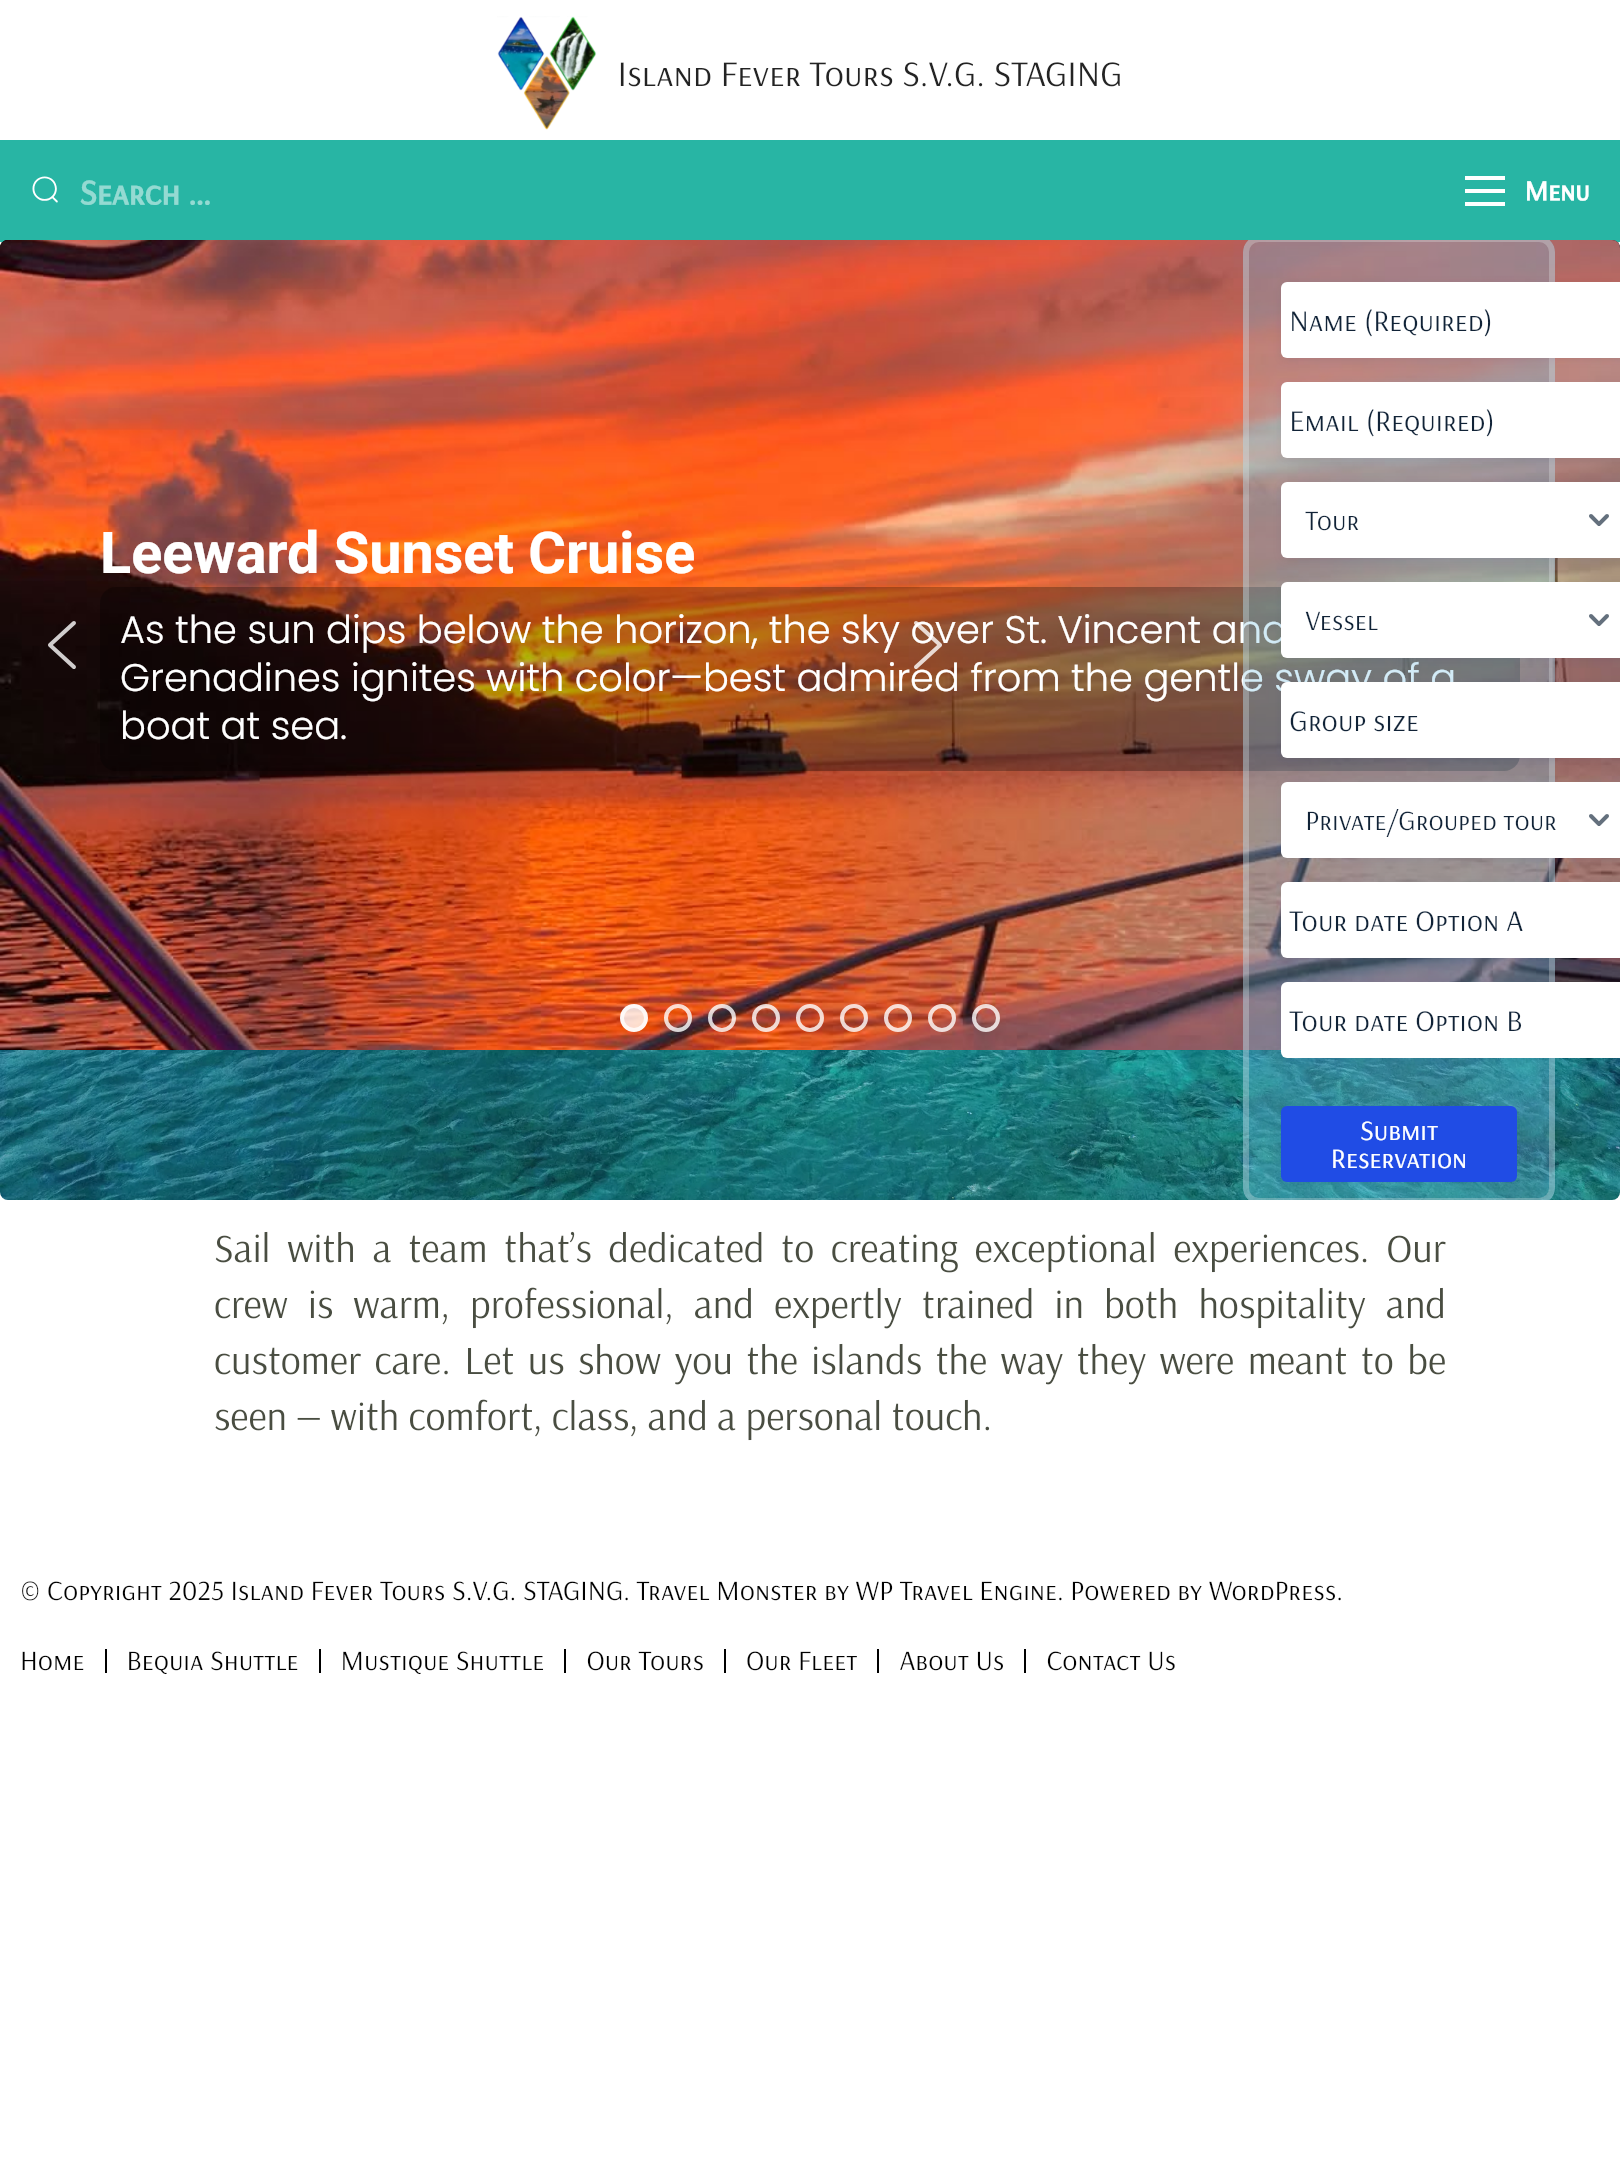 Island Fever Tours S.V.G. STAGING
Search ...
Menu
Name (Required)
Email (Required)
Tour
Vessel
Group size
Private/Grouped tour
Tour date Option A
Tour date Option B
Submit
Reservation
Leeward Sunset Cruise
As the sun dips below the horizon, the sky over St. Vincent and
Grenadines ignites with color—best admired from the gentle sway of a
boat at sea.
Sail with a team that’s dedicated to creating exceptional experiences. Our
crew is warm, professional, and expertly trained in both hospitality and
customer care. Let us show you the islands the way they were meant to be
seen – with comfort, class, and a personal touch.
© Copyright 2025 Island Fever Tours S.V.G. STAGING. Travel Monster by WP Travel Engine. Powered by WordPress.
Home | Bequia Shuttle | Mustique Shuttle | Our Tours | Our Fleet | About Us | Contact Us